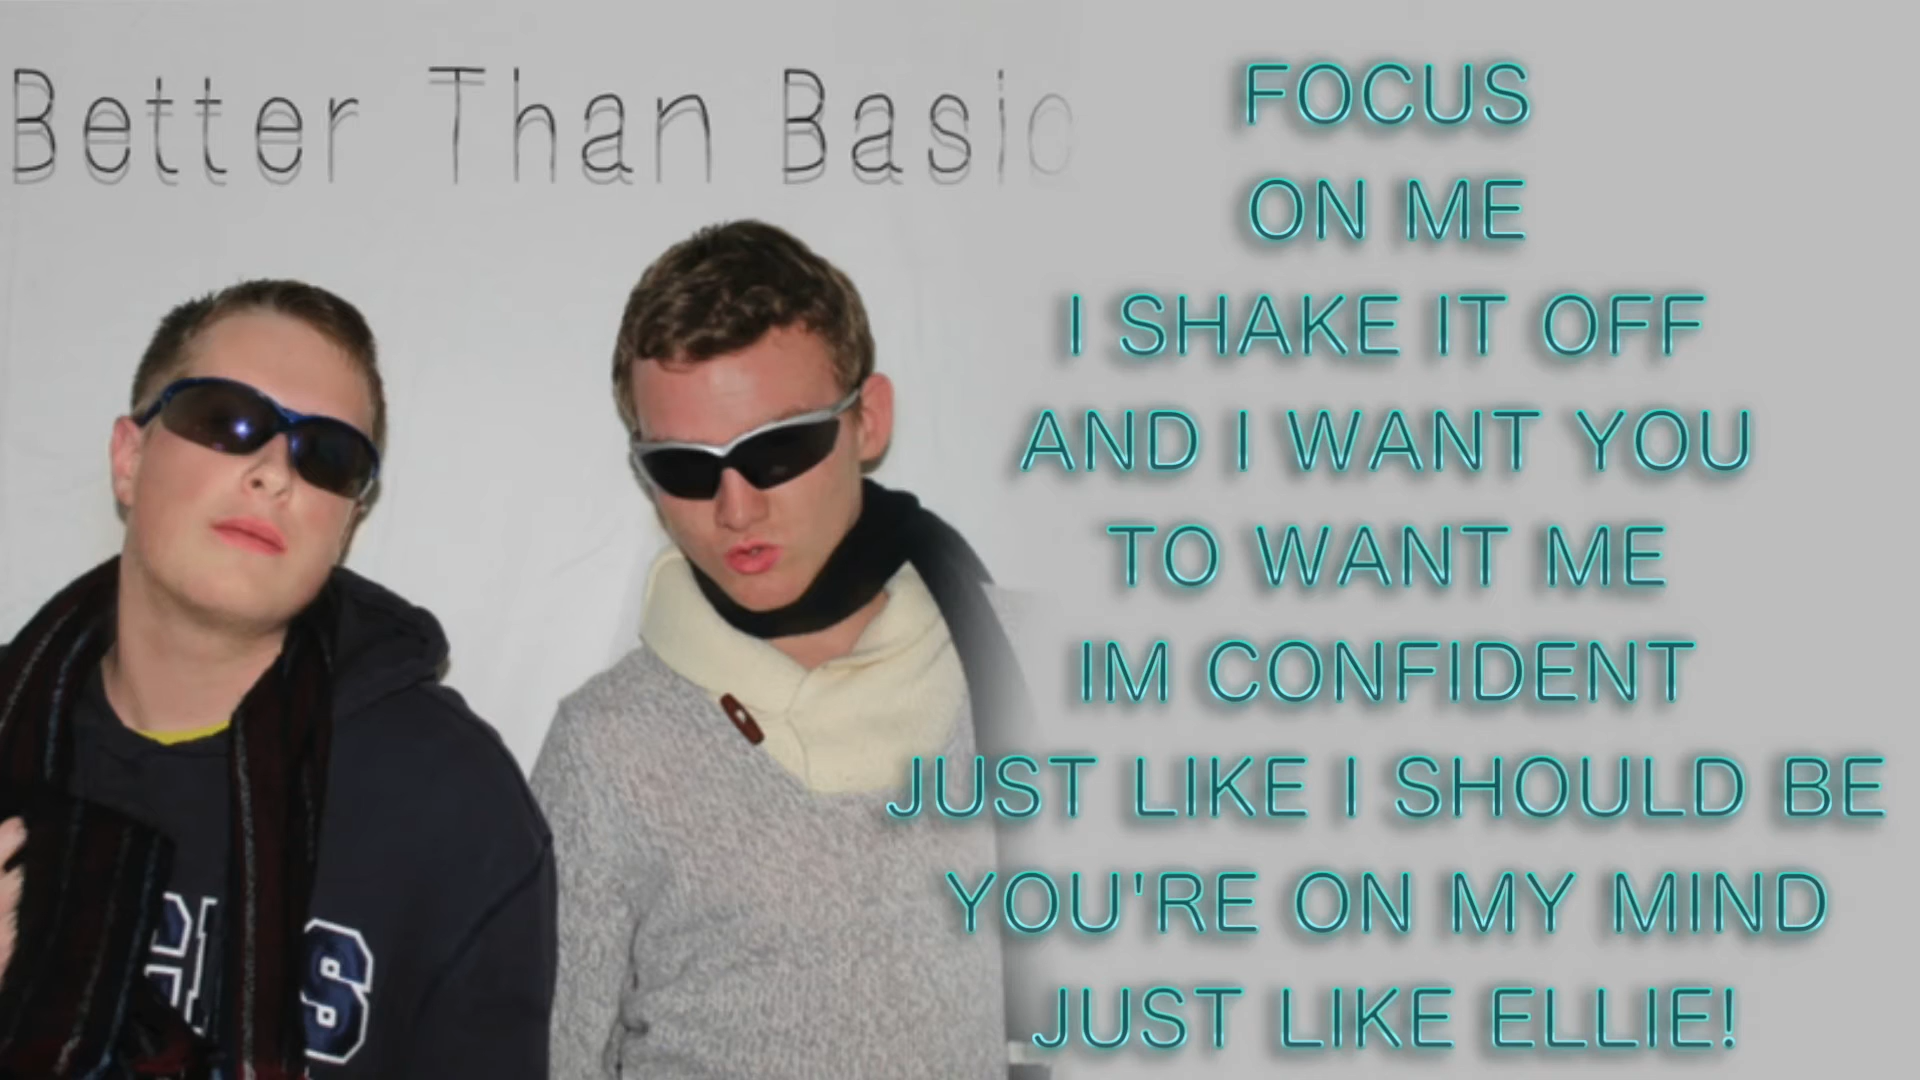 Better Than Basic
FOCUS
ON ME
I SHAKE IT OFF
AND I WANT YOU
TO WANT ME
IM CONFIDENT
JUST LIKE I SHOULD BE
YOU'RE ON MY MIND
JUST LIKE ELLIE!